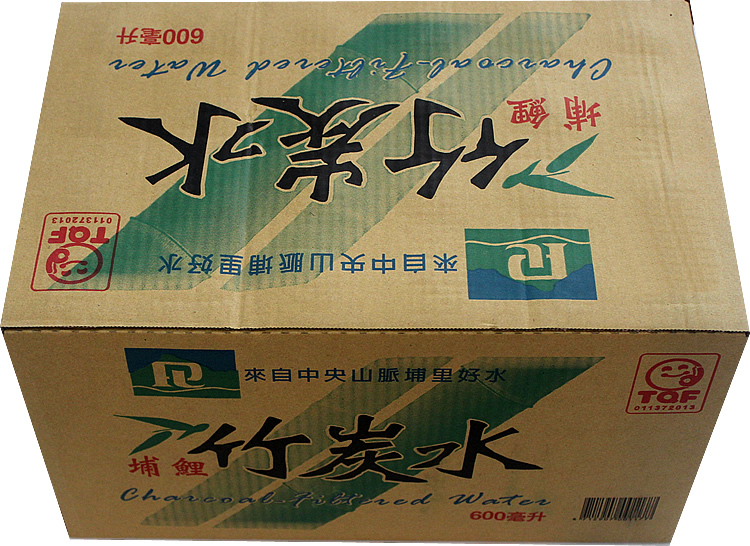 來自中央山脈埔里好水
TQF
011372013
竹炭水
埔鯉
Charcoal-Filtered Water
600毫升
來自中央山脈埔里好水
TQF
011372013
竹炭水
埔鯉
Charcoal-Filtered Water
600毫升